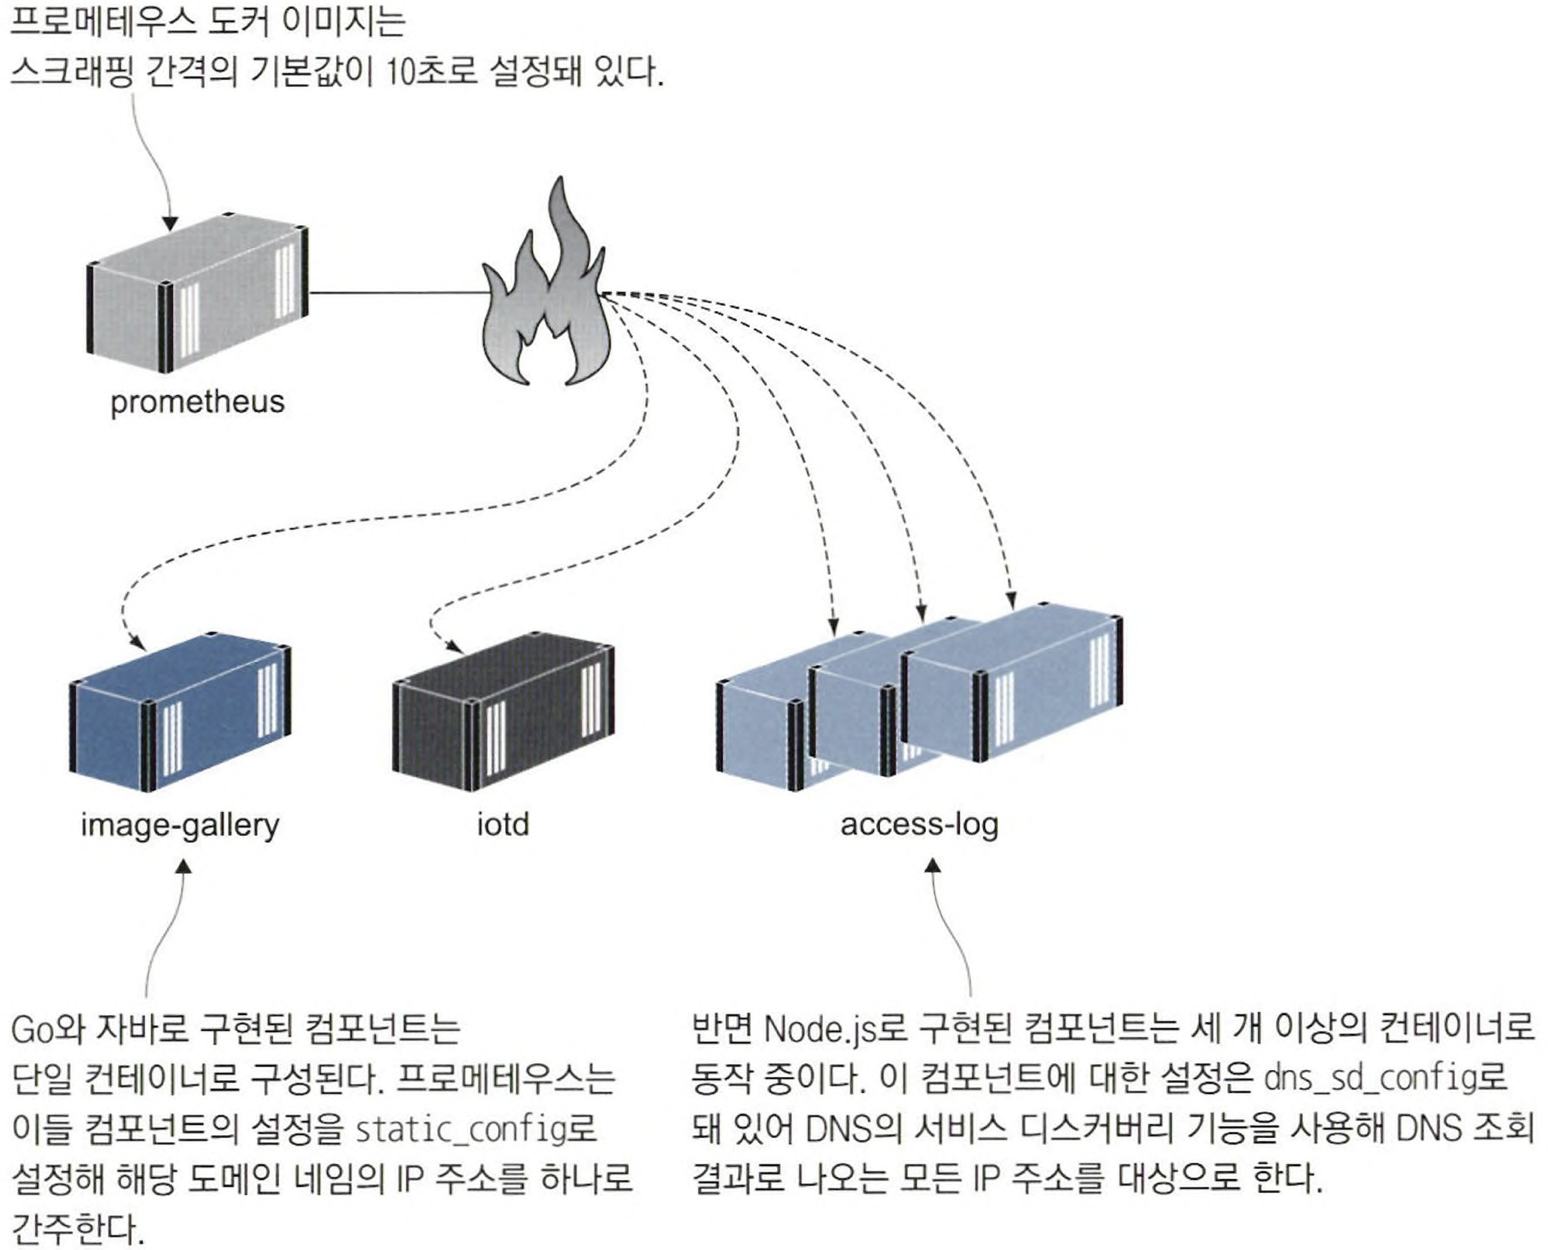 프로메테우스 도커 이미지는
스크래핑 간격의 기본값이 10초로 설정돼 있다.
prometheus
image-gallery
iotd
access-log
Go와 자바로 구현된 컴포넌트는
단일 컨테이너로 구성된다. 프로메테우스는
이들 컴포넌트의 설정을 static_config로
설정해 해당 도메인 네임의 IP 주소를 하나로
간주한다.
반면 Node.js로 구현된 컴포넌트는 세 개 이상의 컨테이너로
동작 중이다. 이 컴포넌트에 대한 설정은 dns_sd_config로
돼 있어 DNS의 서비스 디스커버리 기능을 사용해 DNS 조회
결과로 나오는 모든 IP 주소를 대상으로 한다.